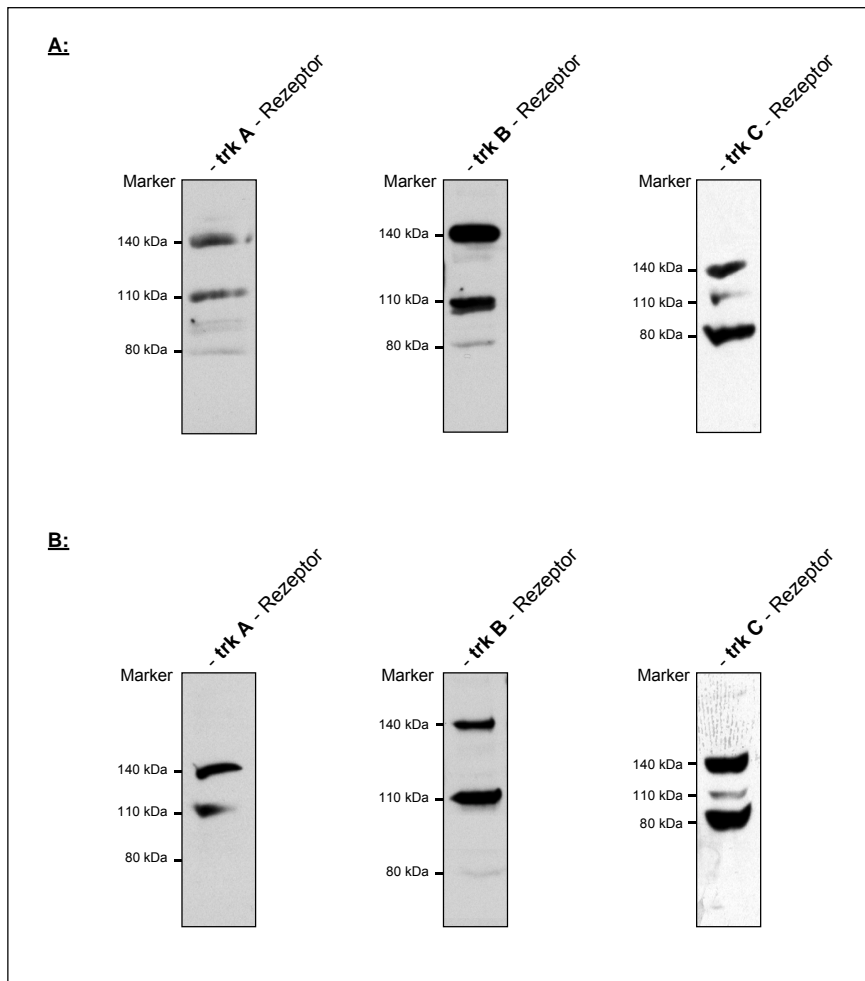 A:
- trk A - Rezeptor
Marker
140 kDa
110 kDa
80 kDa
- trk B - Rezeptor
Marker
140 kDa
110 kDa
80 kDa
- trk C - Rezeptor
Marker
140 kDa
110 kDa
80 kDa
B:
- trk A - Rezeptor
Marker
140 kDa
110 kDa
80 kDa
- trk B - Rezeptor
Marker
140 kDa
110 kDa
80 kDa
- trk C - Rezeptor
Marker
140 kDa
110 kDa
80 kDa